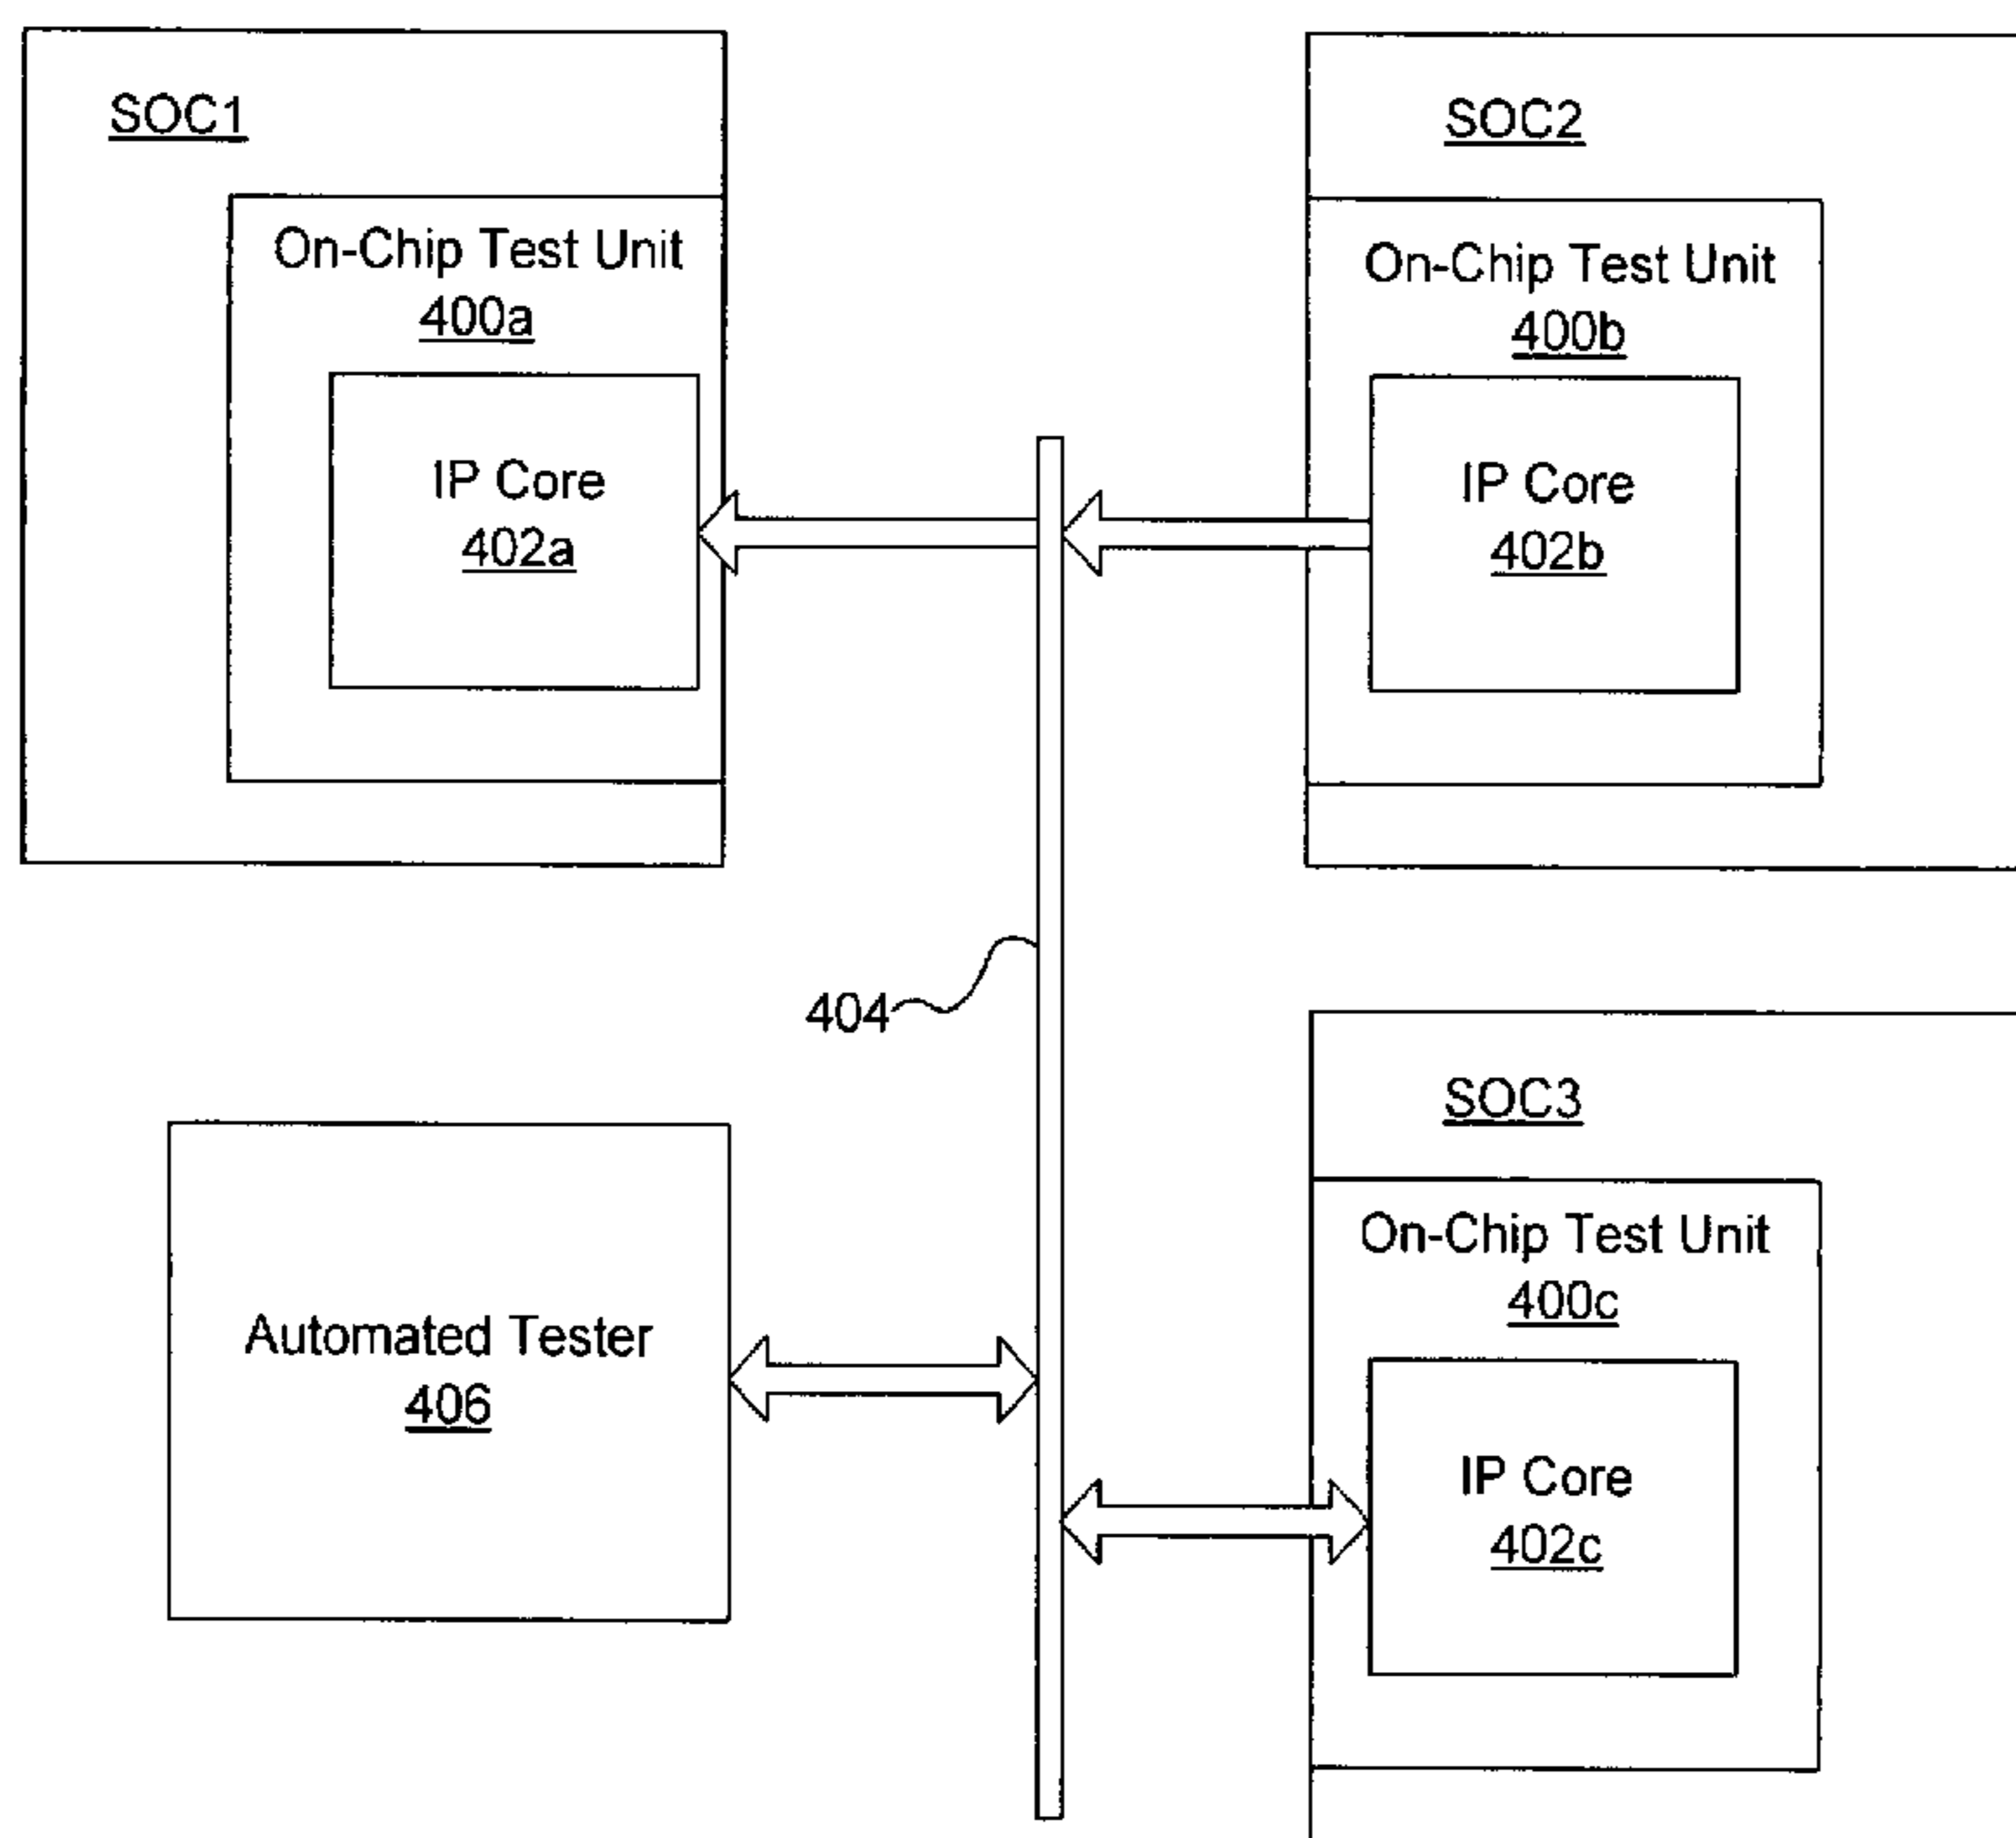 SOC1
On-Chip Test Unit
400a
IP Core
402a
SOC2
On-Chip Test Unit
400b
IP Core
402b
404
Automated Tester
406
SOC3
On-Chip Test Unit
400c
IP Core
402c